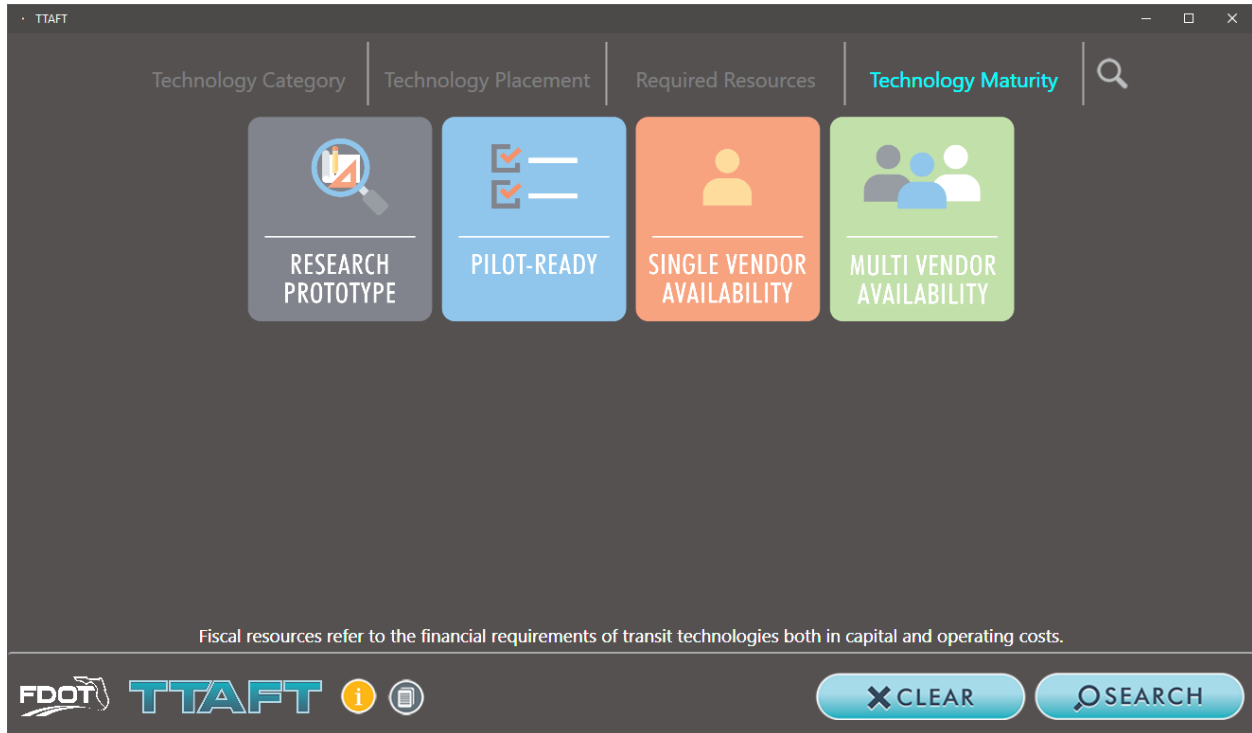 TTAFT
Technology Category
Technology Placement
Required Resources
Technology Maturity
RESEARCH
PROTOTYPE
PILOT-READY
SINGLE VENDOR
AVAILABILITY
MULTI VENDOR
AVAILABILITY
Fiscal resources refer to the financial requirements of transit technologies both in capital and operating costs.
FDOT
TTAFT
i
CLEAR
SEARCH